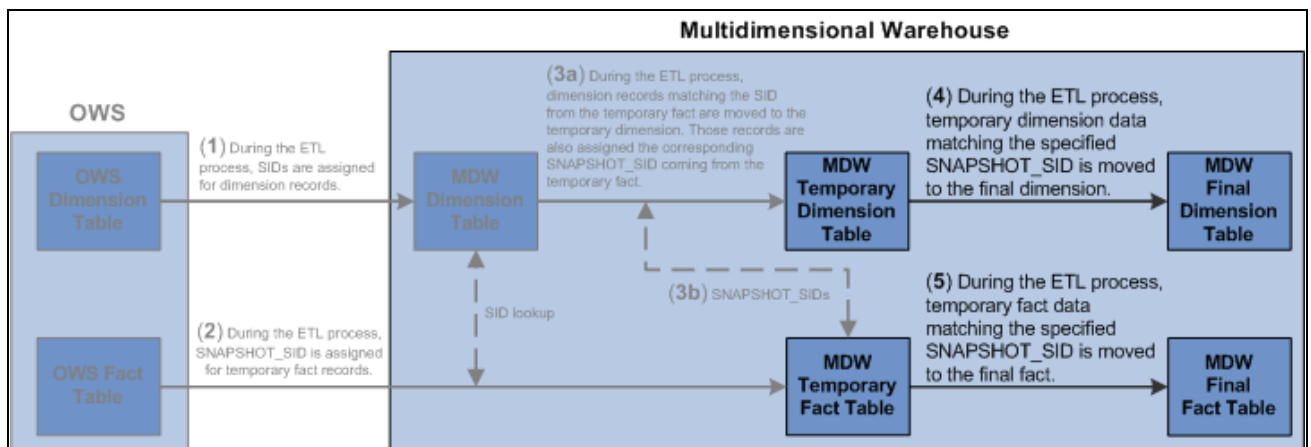 Multidimensional Warehouse
OWS
OWS
Dimension
Table
(1) During the ETL
process, SIDs are assigned
for dimension records.
MDW
Dimension
Table
(3a) During the ETL process,
dimension records matching the SID
from the temporary fact are moved to the
temporary dimension. Those records are
also assigned the corresponding
SNAPSHOT_SID coming from the
temporary fact.
MDW
Temporary
Dimension
Table
(4) During the ETL process,
temporary dimension data
matching the specified
SNAPSHOT_SID is moved
to the final dimension.
MDW
Final
Dimension
Table
OWS Fact
Table
(2) During the ETL process,
SNAPSHOT_SID is assigned
for temporary fact records.
SID lookup
(3b) SNAPSHOT_SIDs
MDW
Temporary
Fact Table
(5) During the ETL process,
temporary fact data
matching the specified
SNAPSHOT_SID is moved
to the final fact.
MDW
Final
Fact Table